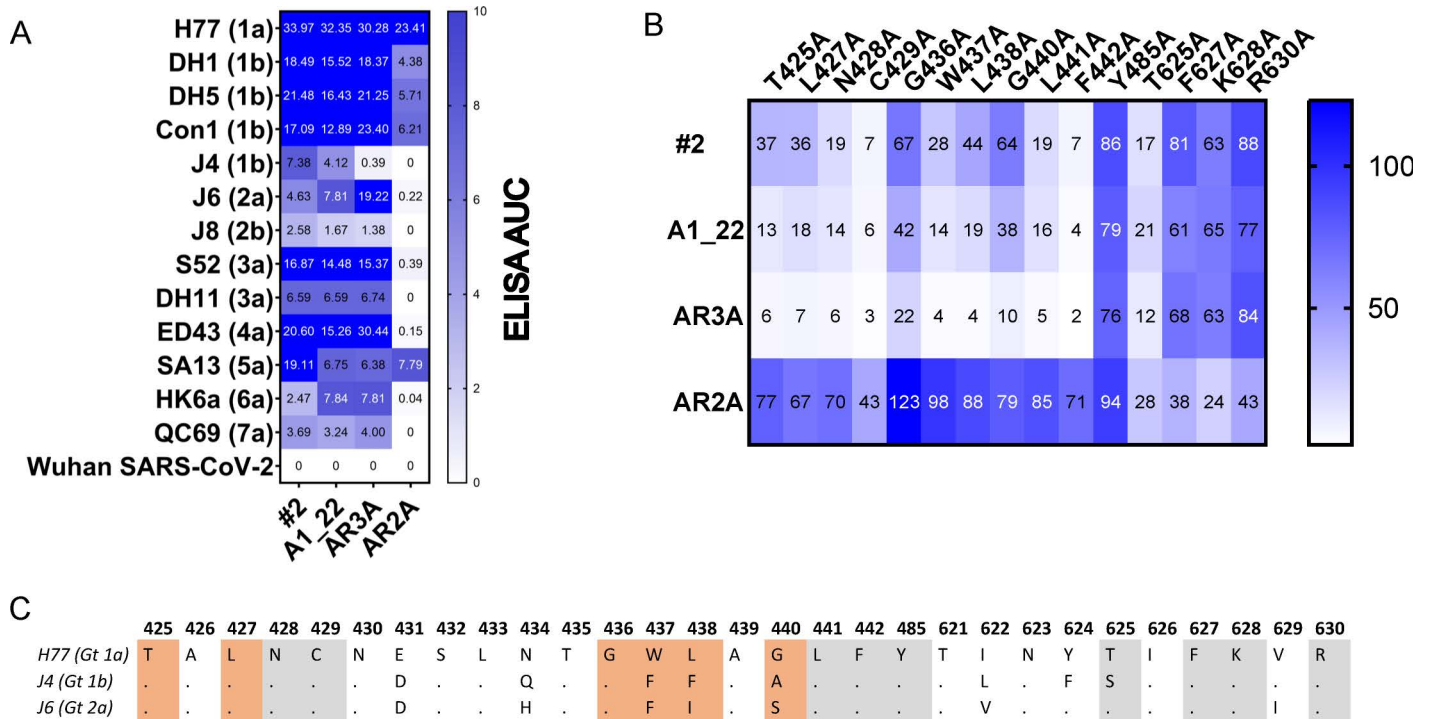 A
H77 (1a) 33.97 32.35 30.28 23.41
DH1 (1b) 18.49 15.52 18.37 4.38
DH5 (1b) 21.48 16.43 21.25 5.71
Con1 (1b) 17.09 12.89 23.40 6.21
J4 (1b) 7.38 4.12 0.39 0
J6 (2a) 4.63 7.81 19.22 0.22
J8 (2b) 2.58 1.67 1.38 0
S52 (3a) 16.87 14.48 15.37 0.39
DH11 (3a) 6.59 6.59 6.74 0
ED43 (4a) 20.60 15.26 30.44 0.15
SA13 (5a) 19.11 6.75 6.38 7.79
HK6a (6a) 2.47 7.84 7.81 0.04
QC69 (7a) 3.69 3.24 4.00 0
Wuhan SARS-CoV-2 0 0 0 0
#2 A1_22 AR3A AR2A
10
8
6
4
2
0
ELISA AUC
B
T425A L427A N428A C429A G436A W437A L438A G440A L441A F442A Y485A T625A F627A K628A R630A
#2 37 36 19 7 67 28 44 64 19 7 86 17 81 63 88
A1_22 13 18 14 6 42 14 19 38 16 4 79 21 61 65 77
AR3A 6 7 6 3 22 4 4 10 5 2 76 12 68 63 84
AR2A 77 67 70 43 123 98 88 79 85 71 94 28 38 24 43
100
50
C
425 426 427 428 429 430 431 432 433 434 435 436 437 438 439 440 441 442 485 621 622 623 624 625 626 627 628 629 630
H77 (Gt 1a) T A L N C N E S L N T G W L A G L F Y T I N Y T I F K V R
J4 (Gt 1b) . . . . . . D . . Q . . F F . A . . . . L . F S . . . . .
J6 (Gt 2a) . . . . . . D . . H . . F I . S . . . . V . . . . . . I .